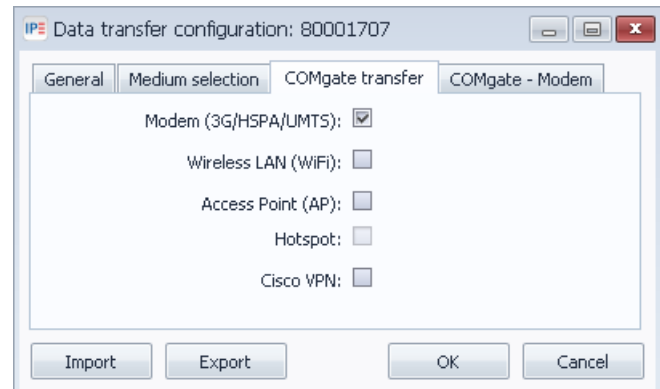 IPE Data transfer configuration: 80001707
General Medium selection COMgate transfer COMgate - Modem
Modem (3G/HSPA/UMTS):
Wireless LAN (WiFi):
Access Point (AP):
Hotspot:
Cisco VPN:
Import Export OK Cancel